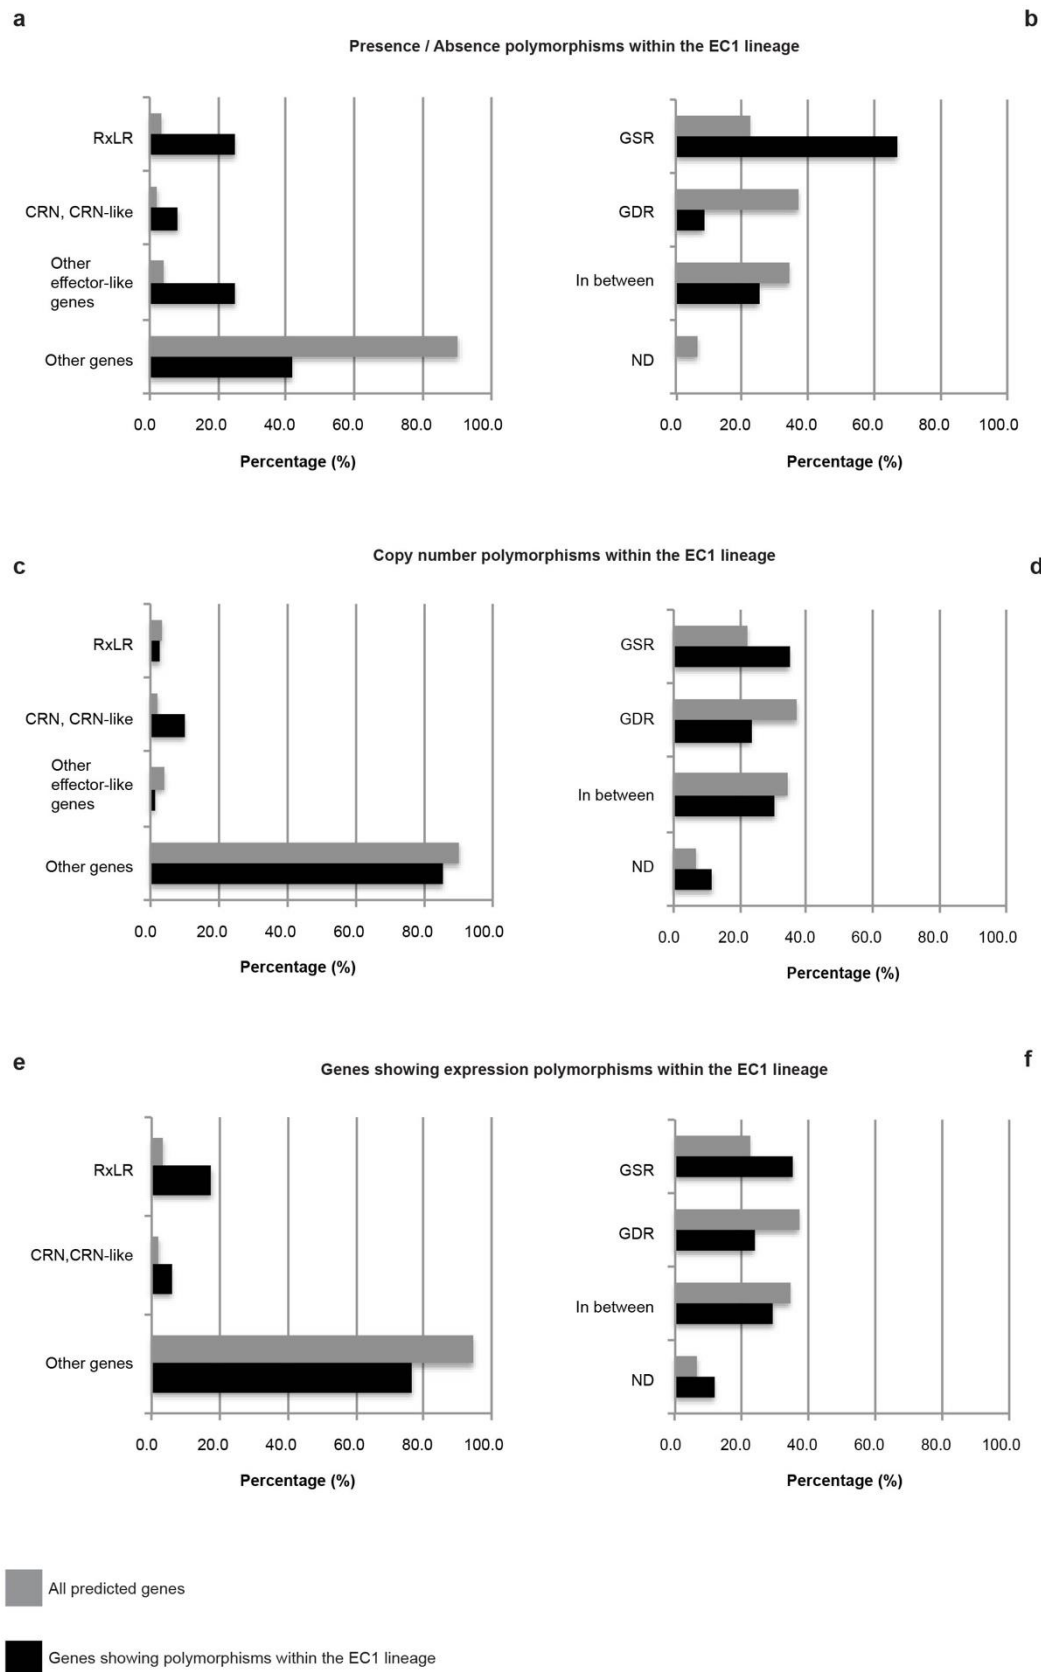 a
b
Presence / Absence polymorphisms within the EC1 lineage
RxLR
CRN, CRN-like
Other
effector-like
genes
Other genes
0.0 20.0 40.0 60.0 80.0 100.0
Percentage (%)
GSR
GDR
In between
ND
0.0 20.0 40.0 60.0 80.0 100.0
Percentage (%)
c
d
Copy number polymorphisms within the EC1 lineage
RxLR
CRN, CRN-like
Other
effector-like
genes
Other genes
0.0 20.0 40.0 60.0 80.0 100.0
Percentage (%)
GSR
GDR
In between
ND
0.0 20.0 40.0 60.0 80.0 100.0
Percentage (%)
e
f
Genes showing expression polymorphisms within the EC1 lineage
RxLR
CRN,CRN-like
Other genes
0.0 20.0 40.0 60.0 80.0 100.0
Percentage (%)
GSR
GDR
In between
ND
0.0 20.0 40.0 60.0 80.0 100.0
Percentage (%)
All predicted genes
Genes showing polymorphisms within the EC1 lineage